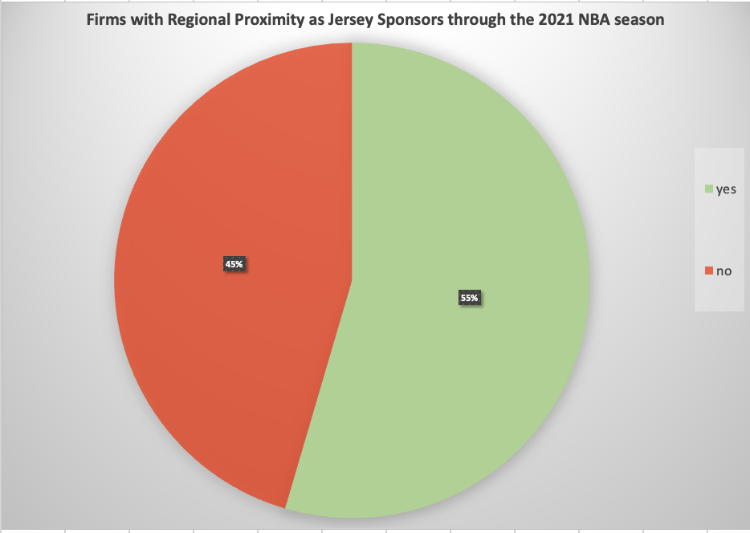 Firms with Regional Proximity as Jersey Sponsors through the 2021 NBA season
yes
45%
55%
no